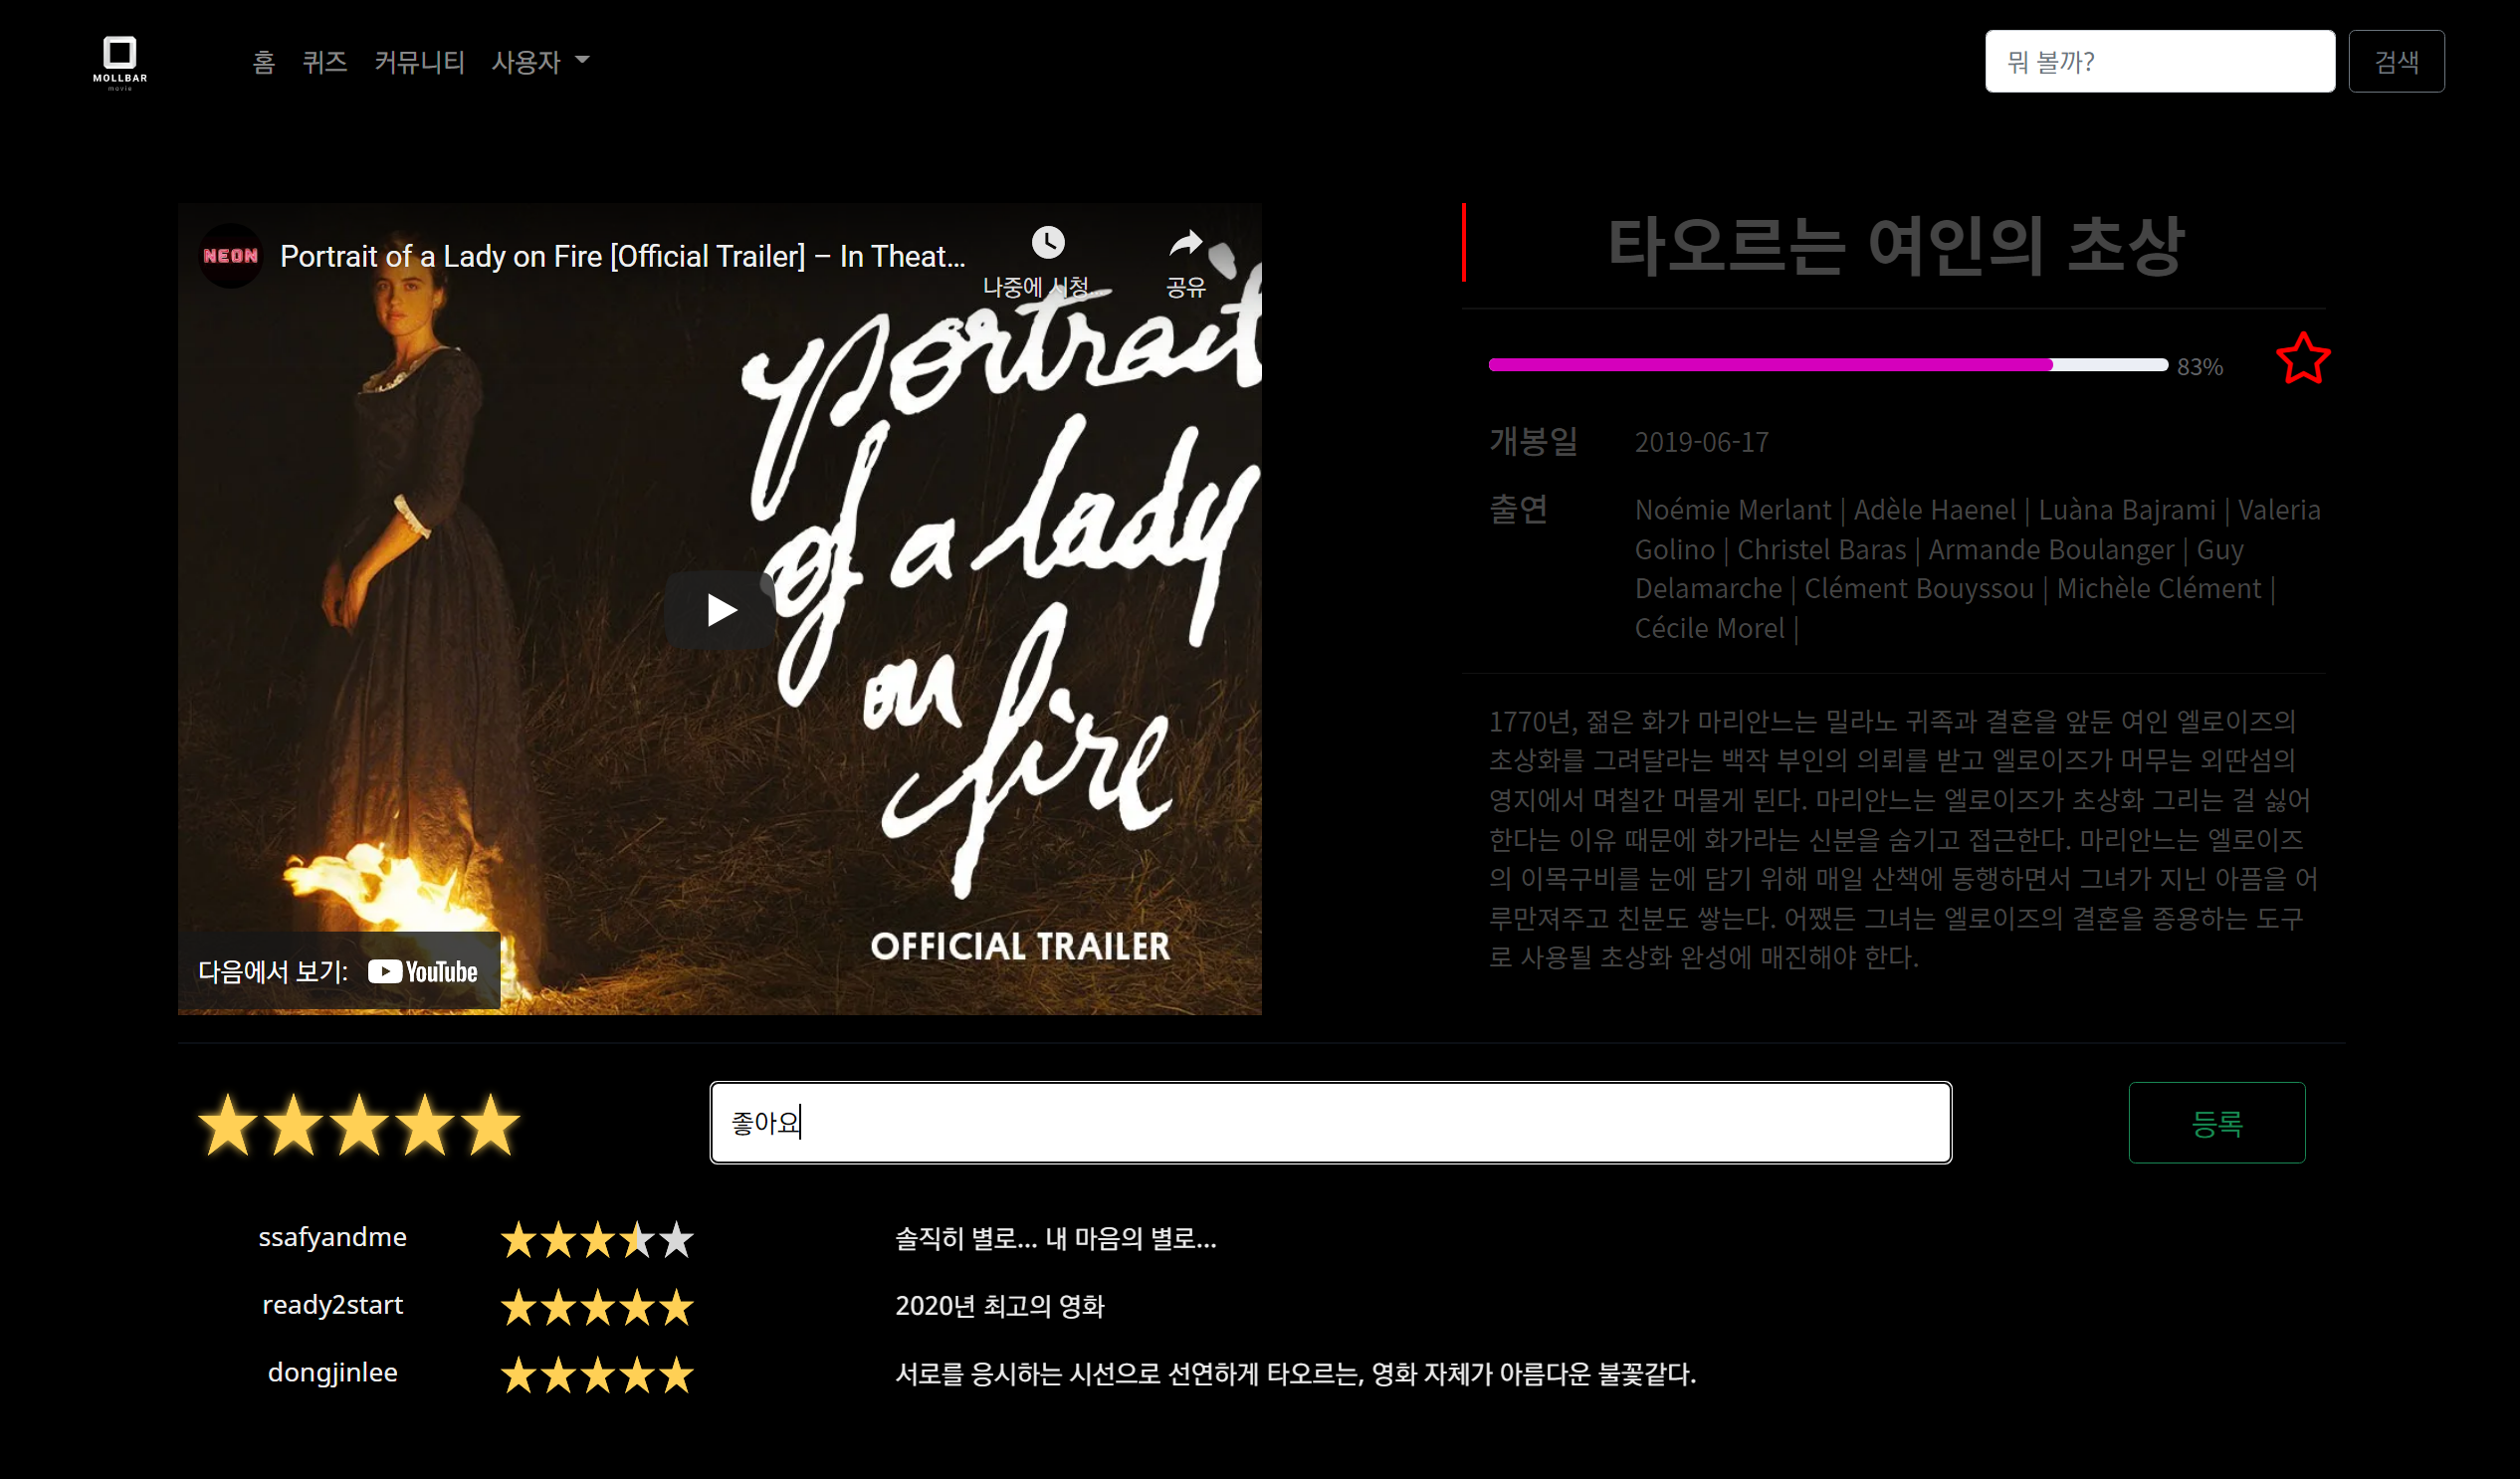 MOLLBAR
movie
홈 퀴즈 커뮤니티 사용자
뭐 볼까?
검색
NEON
Portrait of a Lady on Fire [Official Trailer] – In Theat...
나중에 시청...
공유
portrait
of a lady
on fire
OFFICIAL TRAILER
다음에서 보기: YouTube
타오르는 여인의 초상
83%
개봉일 2019-06-17
출연 Noémie Merlant | Adèle Haenel | Luàna Bajrami | Valeria
Golino | Christel Baras | Armande Boulanger | Guy
Delamarche | Clément Bouyssou | Michèle Clément |
Cécile Morel |
1770년, 젊은 화가 마리안느는 밀라노 귀족과 결혼을 앞둔 여인 엘로이즈의
초상화를 그려달라는 백작 부인의 의뢰를 받고 엘로이즈가 머무는 외딴섬의
영지에서 며칠간 머물게 된다. 마리안느는 엘로이즈가 초상화 그리는 걸 싫어
한다는 이유 때문에 화가라는 신분을 숨기고 접근한다. 마리안느는 엘로이즈
의 이목구비를 눈에 담기 위해 매일 산책에 동행하면서 그녀가 지닌 아픔을 어
루만져주고 친분도 쌓는다. 어쨌든 그녀는 엘로이즈의 결혼을 종용하는 도구
로 사용될 초상화 완성에 매진해야 한다.
좋아요
등록
ssafyandme 솔직히 별로... 내 마음의 별로...
ready2start 2020년 최고의 영화
dongjinlee 서로를 응시하는 시선으로 선연하게 타오르는, 영화 자체가 아름다운 불꽃같다.